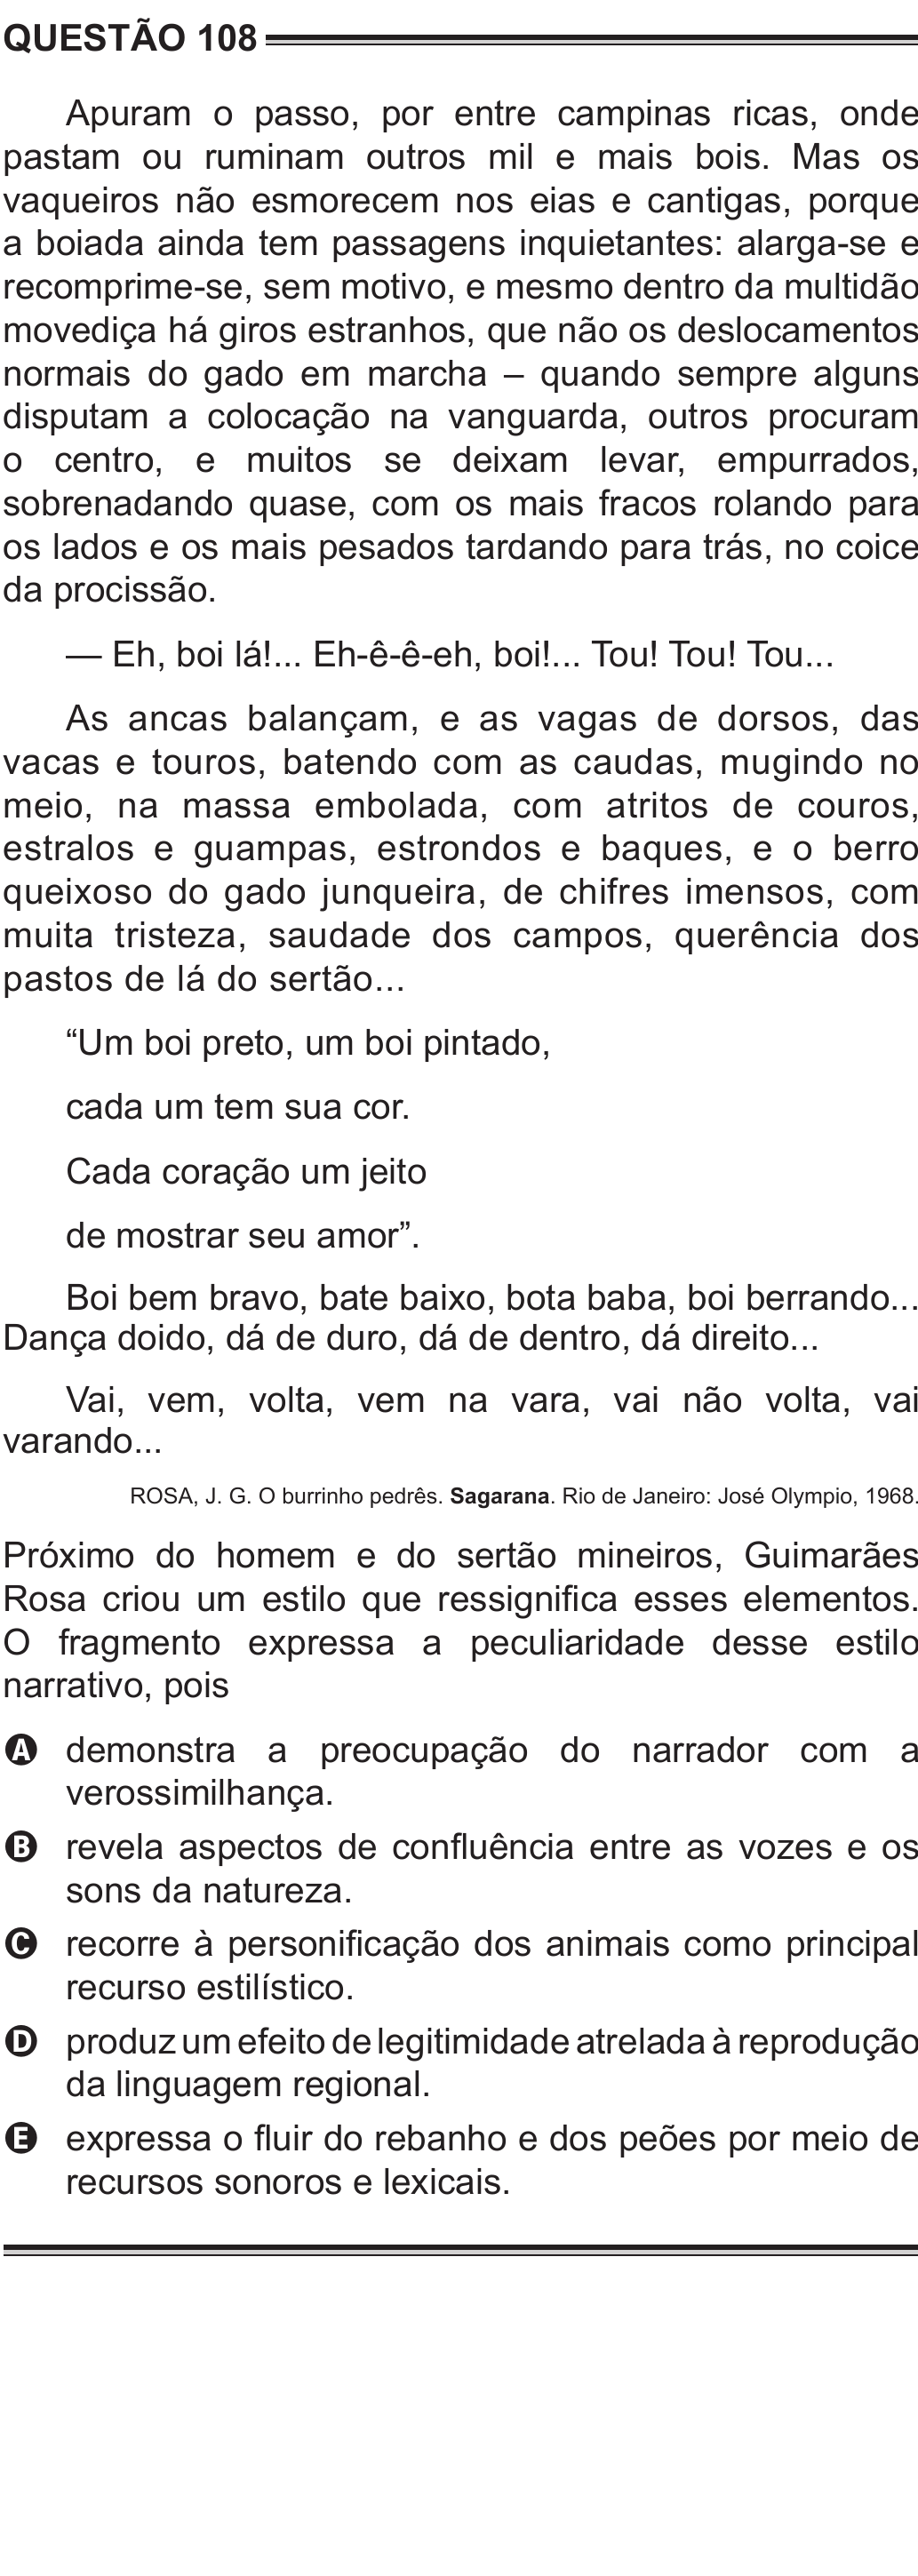 QUESTÃO 108
Apuram o passo, por entre campinas ricas, onde
pastam ou ruminam outros mil e mais bois. Mas os
vaqueiros não esmorecem nos eias e cantigas, porque
a boiada ainda tem passagens inquietantes: alarga-se e
recomprime-se, sem motivo, e mesmo dentro da multidão
movediça há giros estranhos, que não os deslocamentos
normais do gado em marcha – quando sempre alguns
disputam a colocação na vanguarda, outros procuram
o centro, e muitos se deixam levar, empurrados,
sobrenadando quase, com os mais fracos rolando para
os lados e os mais pesados tardando para trás, no coice
da procissão.
— Eh, boi lá!... Eh-ê-ê-eh, boi!... Tou! Tou! Tou...
As ancas balançam, e as vagas de dorsos, das
vacas e touros, batendo com as caudas, mugindo no
meio, na massa embolada, com atritos de couros,
estralos e guampas, estrondos e baques, e o berro
queixoso do gado junqueira, de chifres imensos, com
muita tristeza, saudade dos campos, querência dos
pastos de lá do sertão...
“Um boi preto, um boi pintado,
cada um tem sua cor.
Cada coração um jeito
de mostrar seu amor”.
Boi bem bravo, bate baixo, bota baba, boi berrando...
Dança doido, dá de duro, dá de dentro, dá direito...
Vai, vem, volta, vem na vara, vai não volta, vai
varando...
ROSA, J. G. O burrinho pedrês. Sagarana. Rio de Janeiro: José Olympio, 1968.
Próximo do homem e do sertão mineiros, Guimarães
Rosa criou um estilo que ressignifica esses elementos.
O fragmento expressa a peculiaridade desse estilo
narrativo, pois
A demonstra a preocupação do narrador com a
verossimilhança.
B revela aspectos de confluência entre as vozes e os
sons da natureza.
C recorre à personificação dos animais como principal
recurso estilístico.
D produz um efeito de legitimidade atrelada à reprodução
da linguagem regional.
E expressa o fluir do rebanho e dos peões por meio de
recursos sonoros e lexicais.